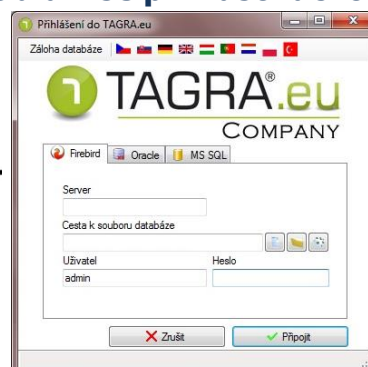 Přihlášení do TAGRA.eu
Záloha databáze
TAGRA®.eu
COMPANY
Firebird Oracle MS SQL
Server
Cesta k souboru databáze
Uživatel Heslo
admin
Zrušit Připojit